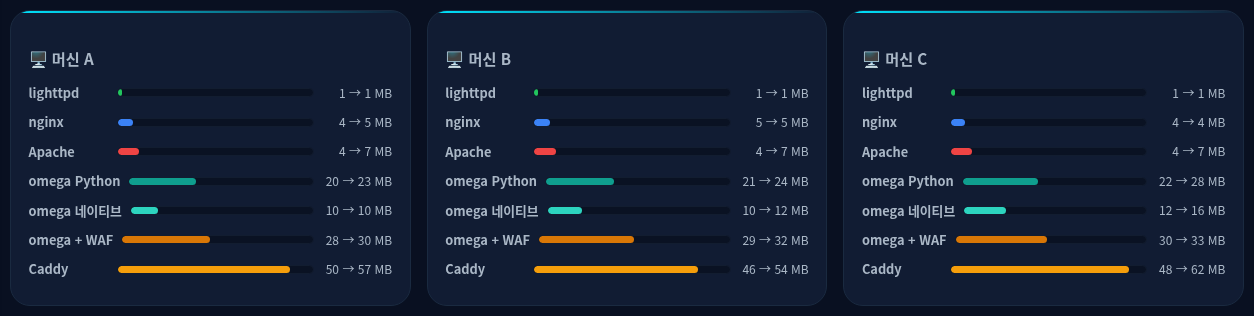 머신 A
lighttpd 1 → 1 MB
nginx 4 → 5 MB
Apache 4 → 7 MB
omega Python 20 → 23 MB
omega 네이티브 10 → 10 MB
omega + WAF 28 → 30 MB
Caddy 50 → 57 MB
머신 B
lighttpd 1 → 1 MB
nginx 5 → 5 MB
Apache 4 → 7 MB
omega Python 21 → 24 MB
omega 네이티브 10 → 12 MB
omega + WAF 29 → 32 MB
Caddy 46 → 54 MB
머신 C
lighttpd 1 → 1 MB
nginx 4 → 4 MB
Apache 4 → 7 MB
omega Python 22 → 28 MB
omega 네이티브 12 → 16 MB
omega + WAF 30 → 33 MB
Caddy 48 → 62 MB